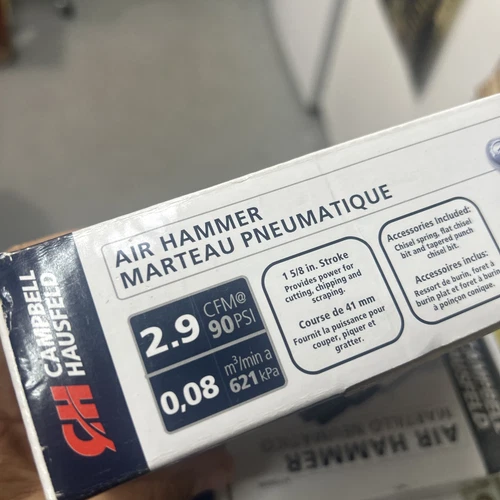 CAMPBELL
HAUSFELD
AIR HAMMER
MARTEAU PNEUMATIQUE
2.9 CFM@
90 PSI
0,08 m³/min a
621 kPa
1 5/8 in. Stroke
Provides power for
cutting, chipping and
scraping.
Course de 41 mm
Fournit la puissance pour
couper, piquer et
gratter.
Accessories Included:
Chisel spring, flat chisel
bit and tapered punch
chisel bit.
Accessoires inclus:
Ressort de burin, foret à
burin plat et foret à burin
à poinçon conique.
AIR HAMMER